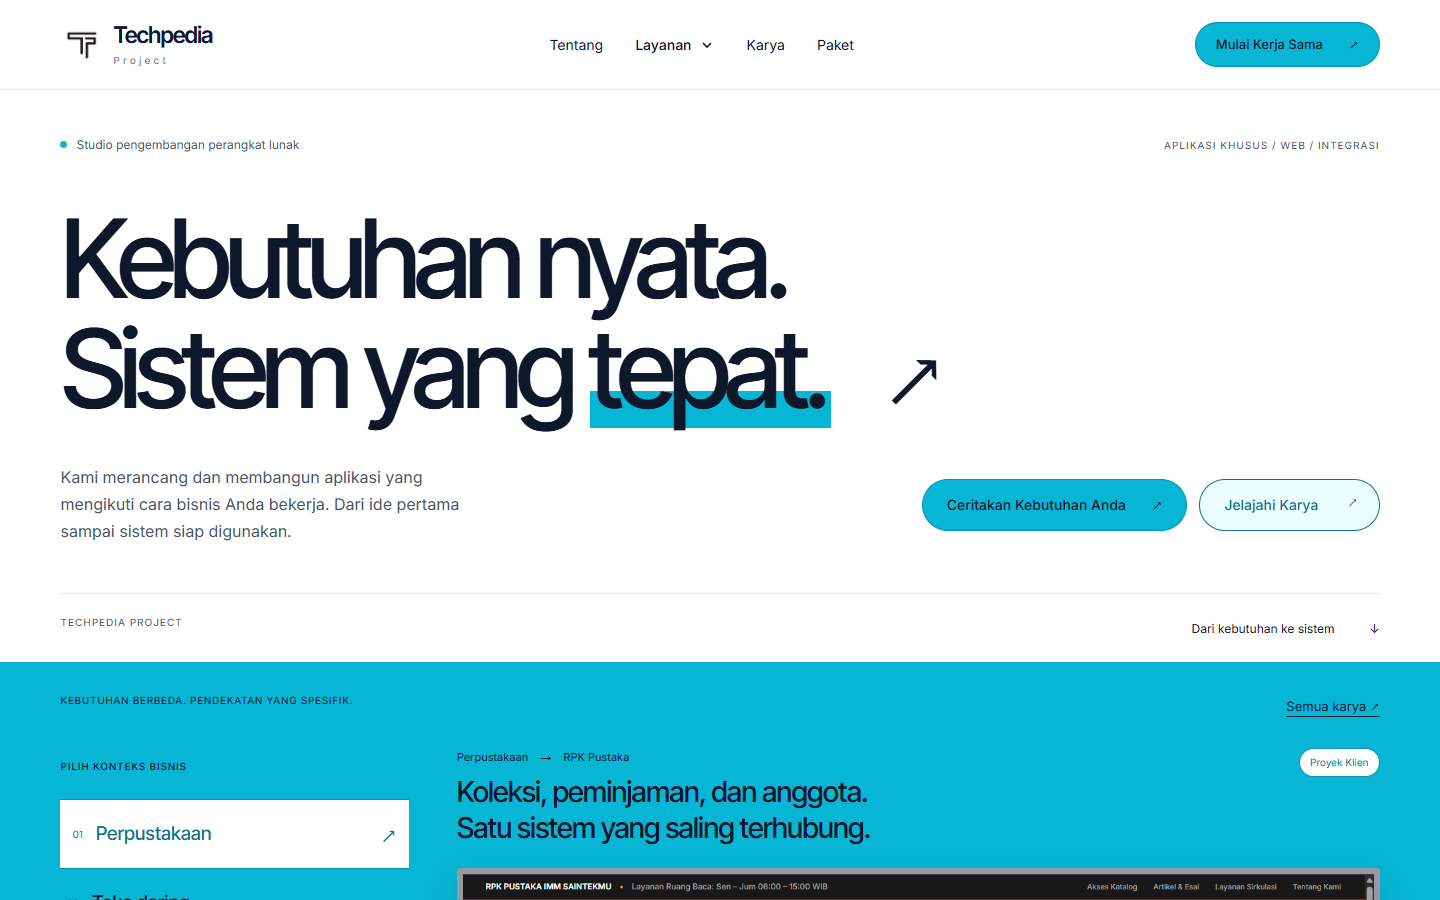 Techpedia
Project
Tentang
Layanan
Karya
Paket
Mulai Kerja Sama ↗
Studio pengembangan perangkat lunak
APLIKASI KHUSUS / WEB / INTEGRASI
Kebutuhan nyata.
Sistem yang tepat. ↗
Kami merancang dan membangun aplikasi yang
mengikuti cara bisnis Anda bekerja. Dari ide pertama
sampai sistem siap digunakan.
Ceritakan Kebutuhan Anda ↗
Jelajahi Karya ↗
TECHPEDIA PROJECT
Dari kebutuhan ke sistem ↓
KEBUTUHAN BERBEDA. PENDEKATAN YANG SPESIFIK.
Semua karya ↗
PILIH KONTEKS BISNIS
Perpustakaan → RPK Pustaka
Proyek Klien
Koleksi, peminjaman, dan anggota.
Satu sistem yang saling terhubung.
01 Perpustakaan ↗
Toko daring
RPK PUSTAKA IMM SAINTEKMU • Layanan Ruang Baca: Sen – Jum 06:00 – 15:00 WIB
Akses Katalog
Artikel & Esai
Layanan Sirkulasi
Tentang Kami